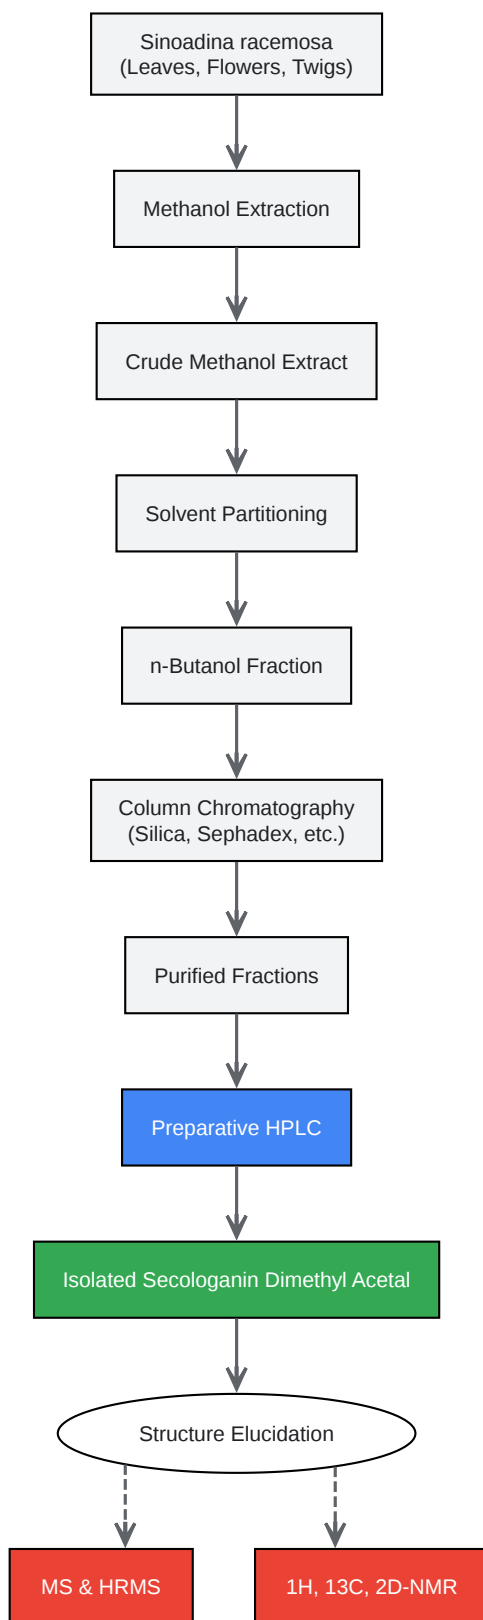 Sinoadina racemosa
(Leaves, Flowers, Twigs)
Methanol Extraction
Crude Methanol Extract
Solvent Partitioning
n-Butanol Fraction
Column Chromatography
(Silica, Sephadex, etc.)
Purified Fractions
Preparative HPLC
Isolated Secologanin Dimethyl Acetal
Structure Elucidation
MS & HRMS
1H, 13C, 2D-NMR